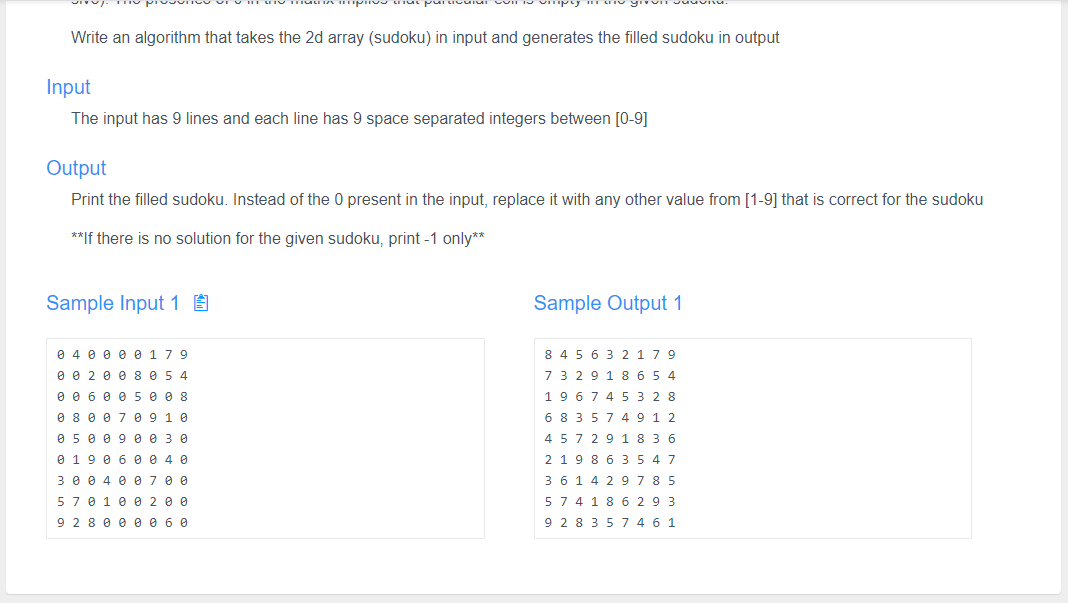 Write an algorithm that takes the 2d array (sudoku) in input and generates the filled sudoku in output
Input
The input has 9 lines and each line has 9 space separated integers between [0-9]
Output
Print the filled sudoku. Instead of the 0 present in the input, replace it with any other value from [1-9] that is correct for the sudoku
**If there is no solution for the given sudoku, print -1 only**
Sample Input 1
0 4 0 0 0 0 1 7 9
0 0 2 0 0 8 0 5 4
0 0 6 0 0 5 0 0 8
0 8 0 0 7 0 9 1 0
0 5 0 0 9 0 0 3 0
0 1 9 0 6 0 0 4 0
3 0 0 4 0 0 7 0 0
5 7 0 1 0 0 2 0 0
9 2 8 0 0 0 0 6 0
Sample Output 1
8 4 5 6 3 2 1 7 9
7 3 2 9 1 8 6 5 4
1 9 6 7 4 5 3 2 8
6 8 3 5 7 4 9 1 2
4 5 7 2 9 1 8 3 6
2 1 9 8 6 3 5 4 7
3 6 1 4 2 9 7 8 5
5 7 4 1 8 6 2 9 3
9 2 8 3 5 7 4 6 1